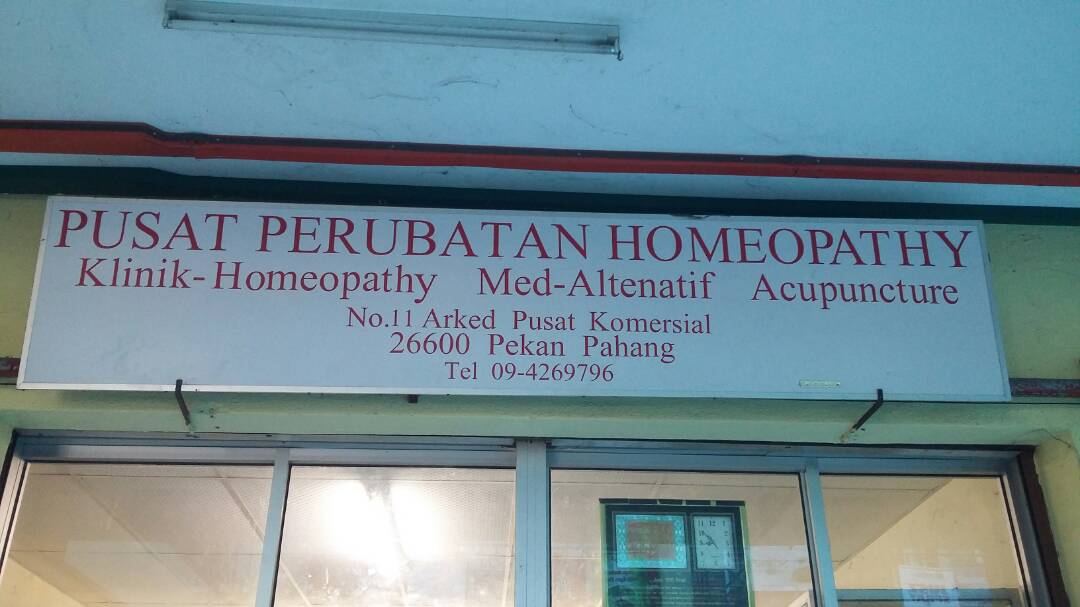 PUSAT PERUBATAN HOMEOPATHY
Klinik-Homeopathy Med-Altenatif Acupuncture
No.11 Arked Pusat Komersial
26600 Pekan Pahang
Tel 09-4269796